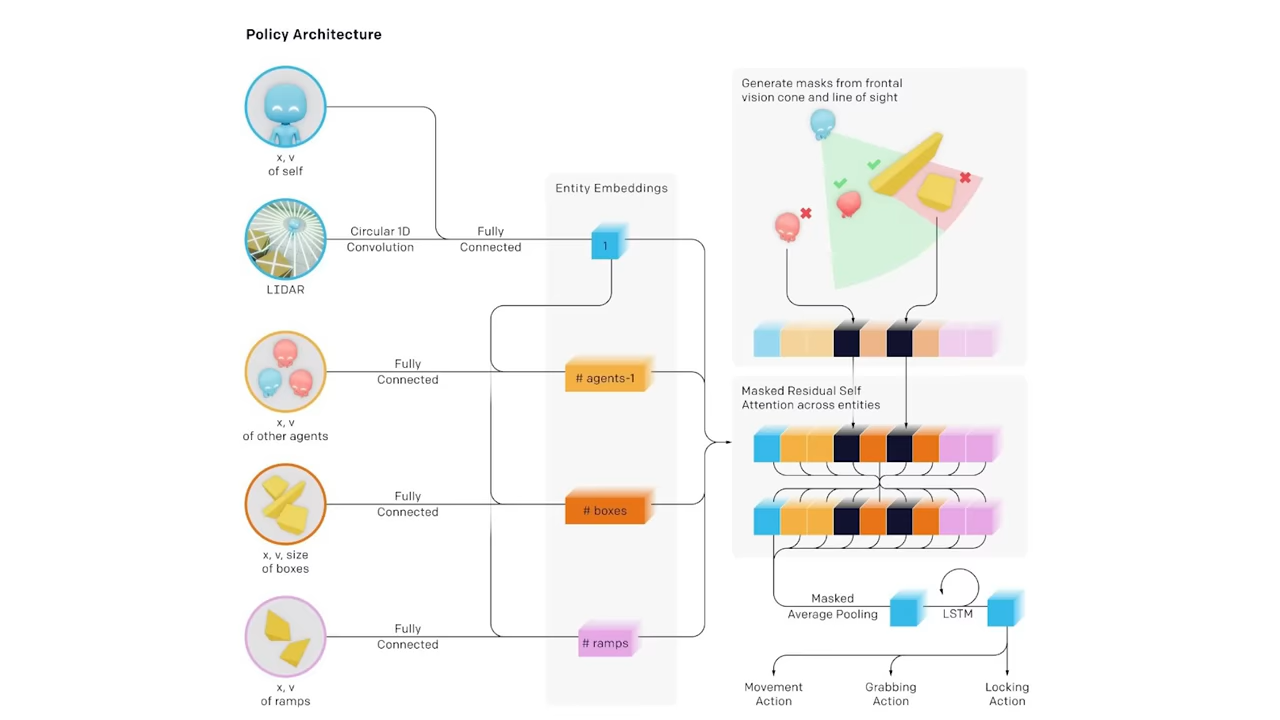 Policy Architecture
x, v
of self
Circular 1D
Convolution
Fully
Connected
LIDAR
Fully
Connected
x, v
of other agents
Fully
Connected
x, v, size
of boxes
Fully
Connected
x, v
of ramps
Entity Embeddings
1
# agents-1
# boxes
# ramps
Generate masks from frontal
vision cone and line of sight
Masked Residual Self
Attention across entities
Masked
Average Pooling
LSTM
Movement
Action
Grabbing
Action
Locking
Action